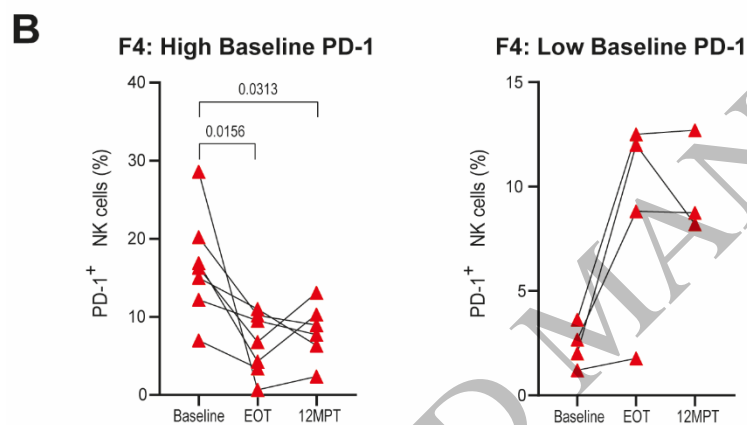 B
F4: High Baseline PD-1
40
30
20
10
0
PD-1+ NK cells (%)
0.0313
0.0156
Baseline EOT 12MPT
F4: Low Baseline PD-1
15
10
5
0
PD-1+ NK cells (%)
Baseline EOT 12MPT
D MAN